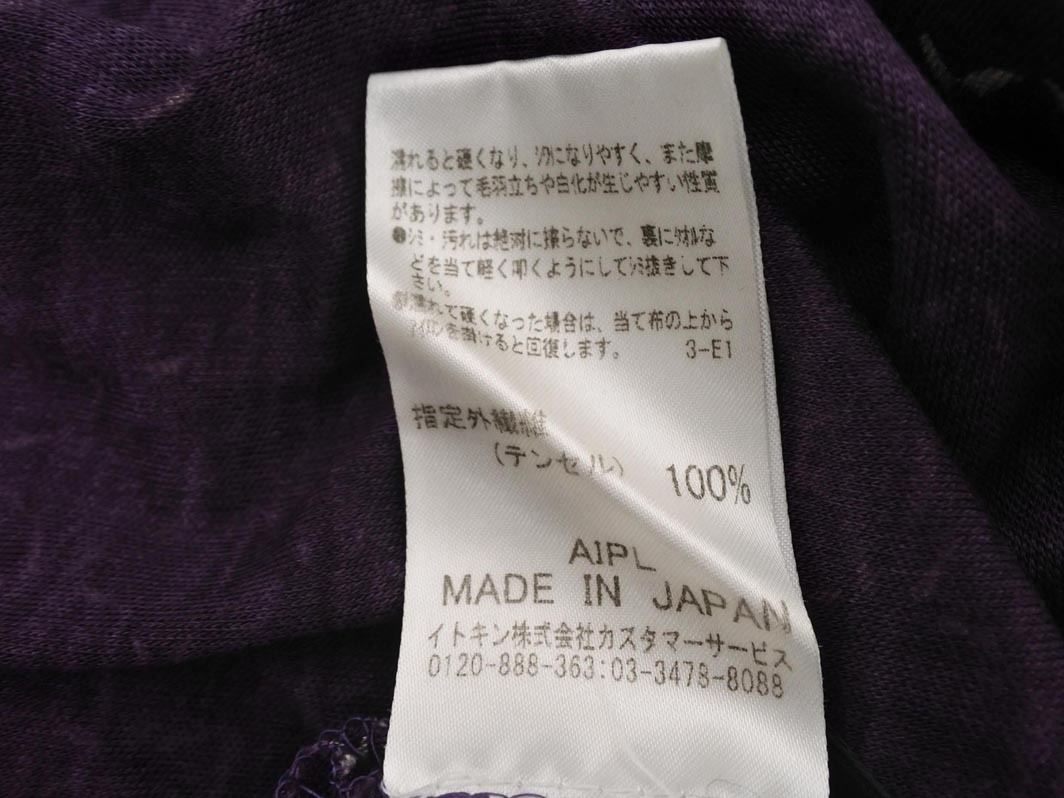 濡れると硬くなり、ｼﾜになりやすく、また摩
擦によって毛羽立ちや白化が生じやすい性質
があります。
●ｼﾐ・汚れは絶対に擦らないで、裏にﾀｵﾙな
どを当て軽く叩くようにしてｼﾐ抜きして下
さい。
濡れて硬くなった場合は、当て布の上から
ｱｲﾛﾝを掛けると回復します。 3-E1
指定外繊維
(テンセル) 100%
AIPL
MADE IN JAPAN
イトキン株式会社カスタマーサービス
0120-888-363:03-3478-8088